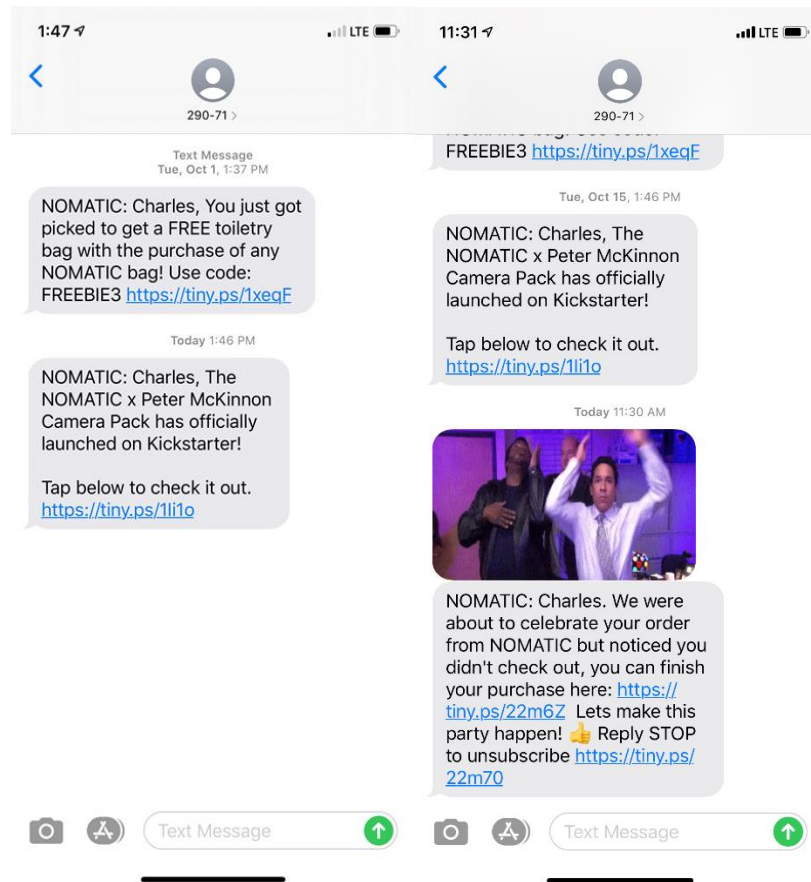 1:47
LTE
290-71 >
Text Message
Tue, Oct 1, 1:37 PM
NOMATIC: Charles, You just got
picked to get a FREE toiletry
bag with the purchase of any
NOMATIC bag! Use code:
FREEBIE3 https://tiny.ps/1xeqF
Today 1:46 PM
NOMATIC: Charles, The
NOMATIC x Peter McKinnon
Camera Pack has officially
launched on Kickstarter!
Tap below to check it out.
https://tiny.ps/1li1o
Text Message
11:31
LTE
290-71 >
FREEBIE3 https://tiny.ps/1xeqF
Tue, Oct 15, 1:46 PM
NOMATIC: Charles, The
NOMATIC x Peter McKinnon
Camera Pack has officially
launched on Kickstarter!
Tap below to check it out.
https://tiny.ps/1li1o
Today 11:30 AM
NOMATIC: Charles. We were
about to celebrate your order
from NOMATIC but noticed you
didn't check out, you can finish
your purchase here: https://
tiny.ps/22m6Z Lets make this
party happen! 👍 Reply STOP
to unsubscribe https://tiny.ps/
22m70
Text Message